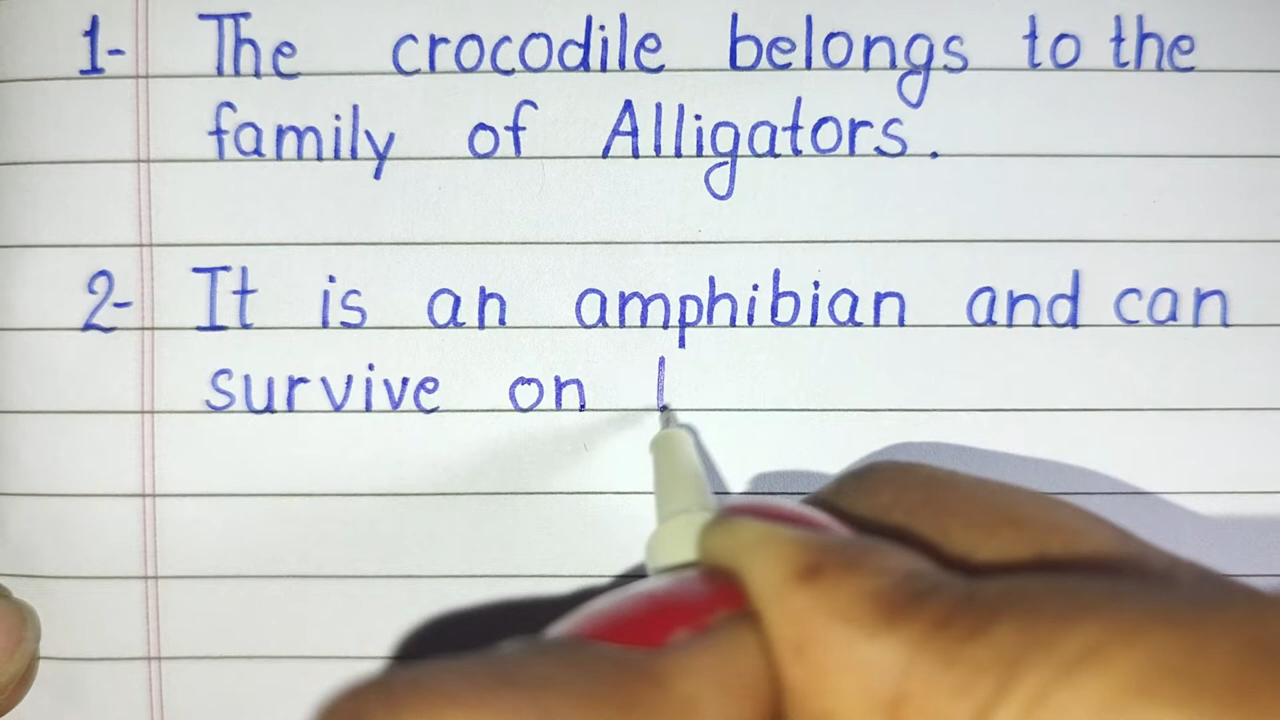 1- The crocodile belongs to the
family of Alligators.
2- It is an amphibian and can
survive on l